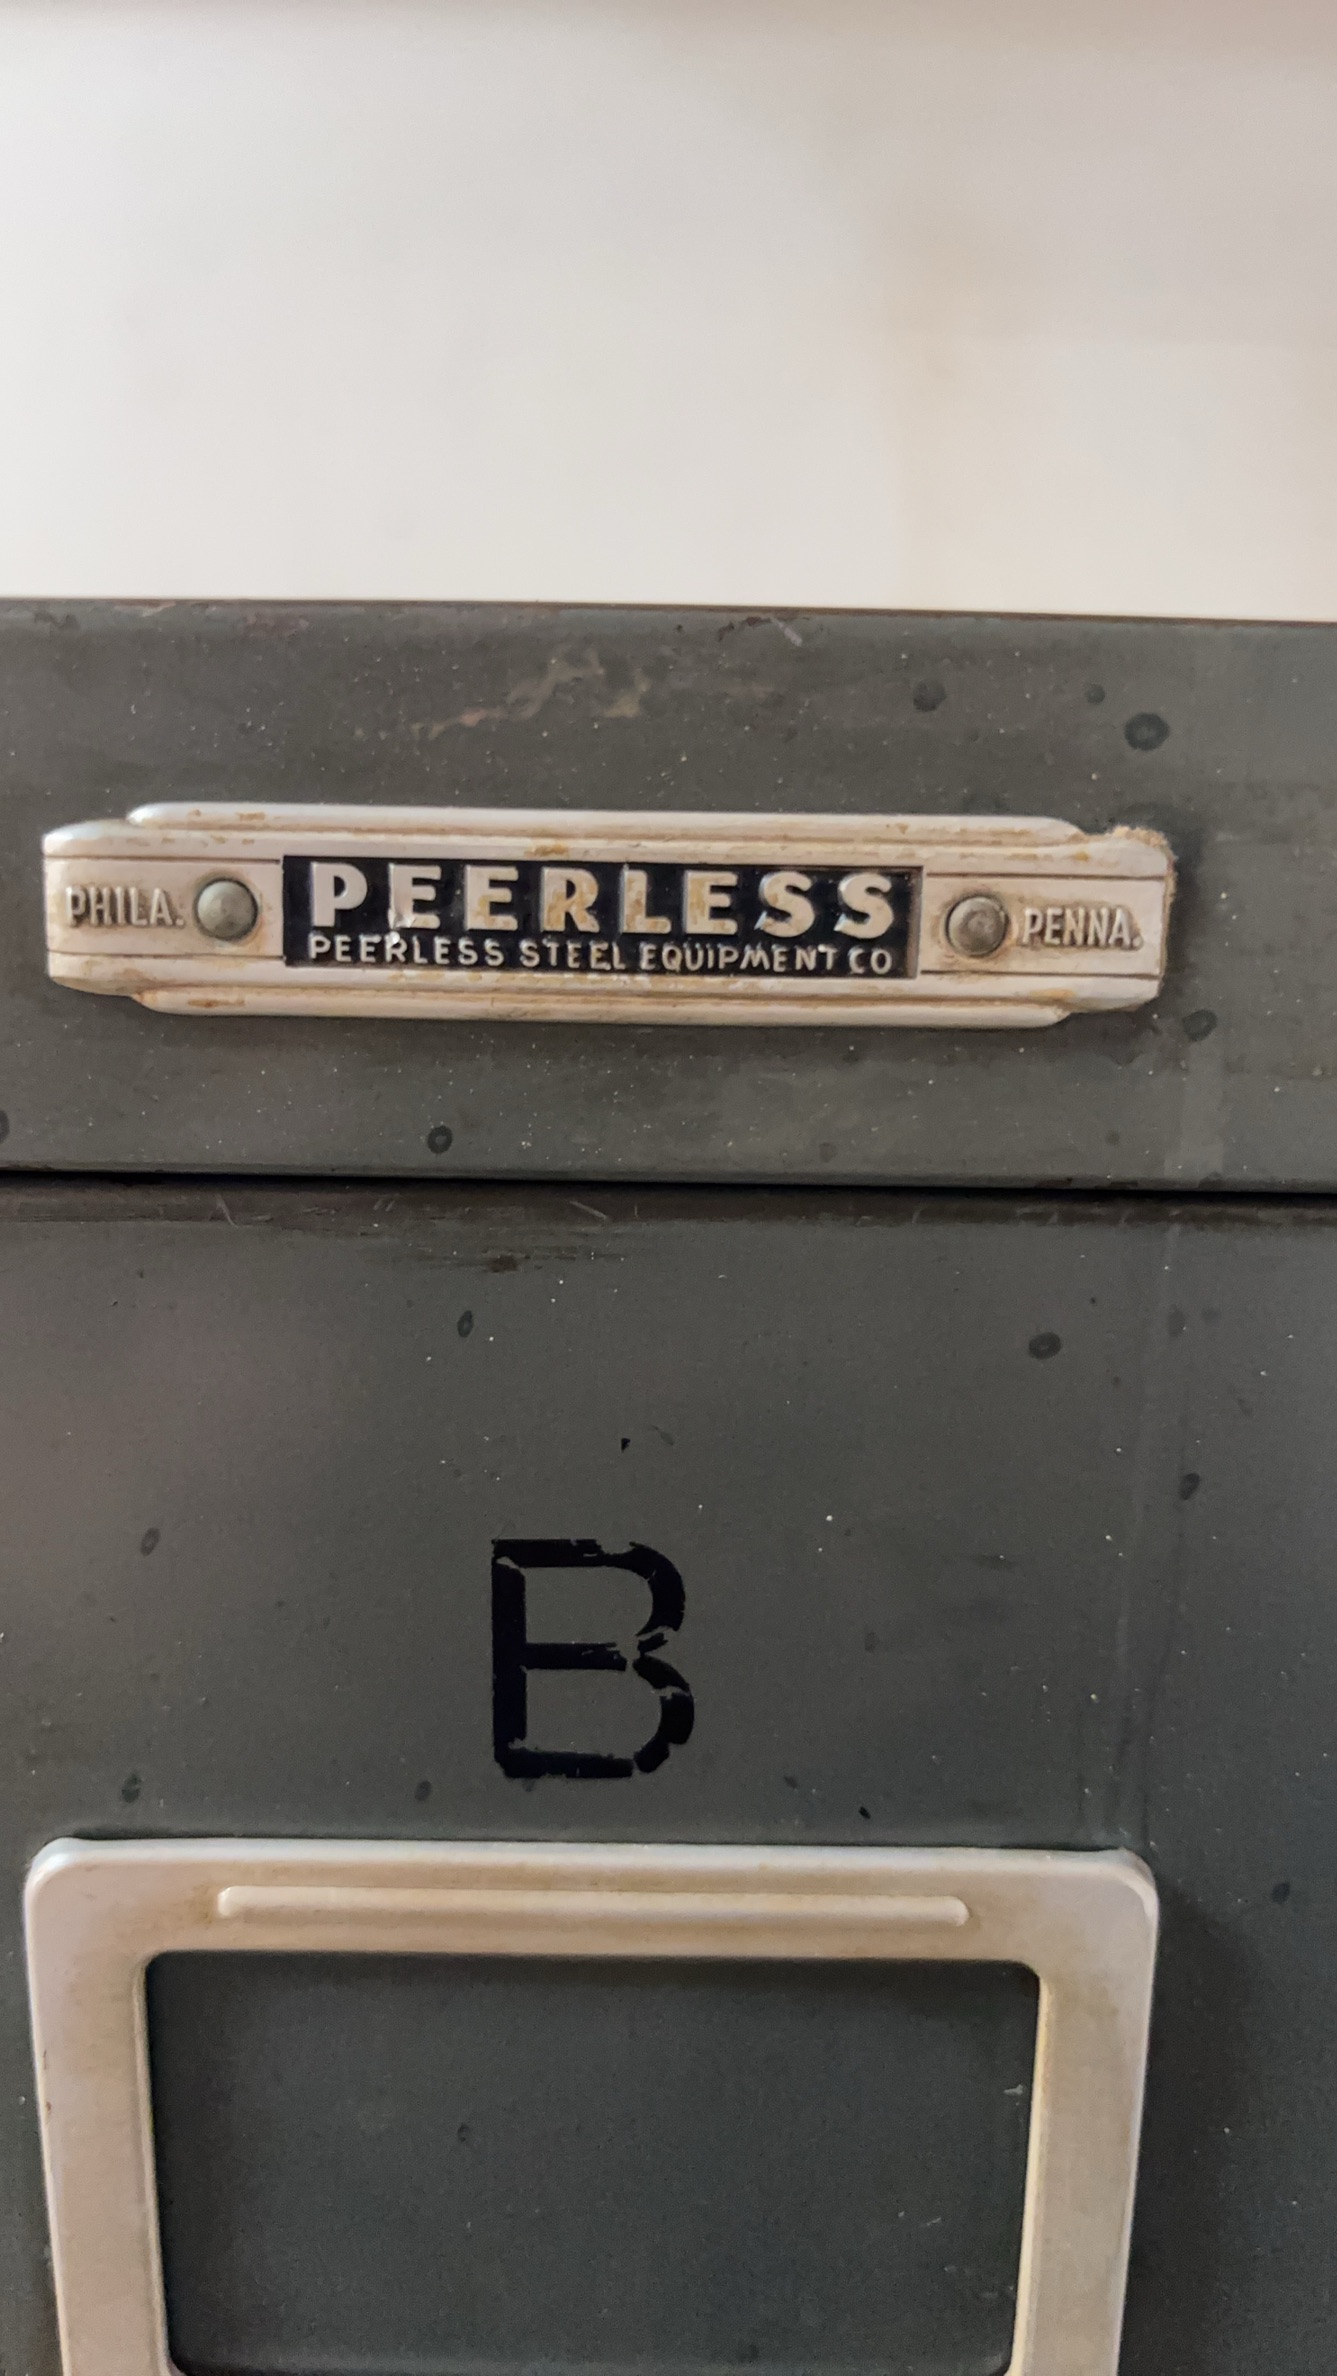 PHILA. PEERLESS PENNA.
PEERLESS STEEL EQUIPMENT CO
B